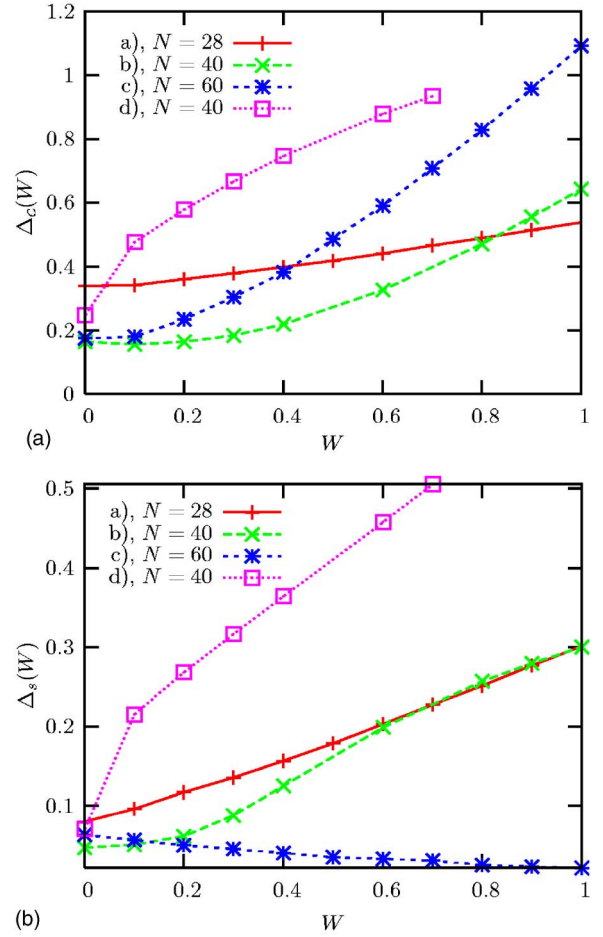 1.2
1
0.8
0.6
0.4
0.2
0
Δc(W)
a), N = 28
b), N = 40
c), N = 60
d), N = 40
0 0.2 0.4 0.6 0.8 1
(a) W
0.5
0.4
0.3
0.2
0.1
Δs(W)
a), N = 28
b), N = 40
c), N = 60
d), N = 40
0 0.2 0.4 0.6 0.8 1
(b) W